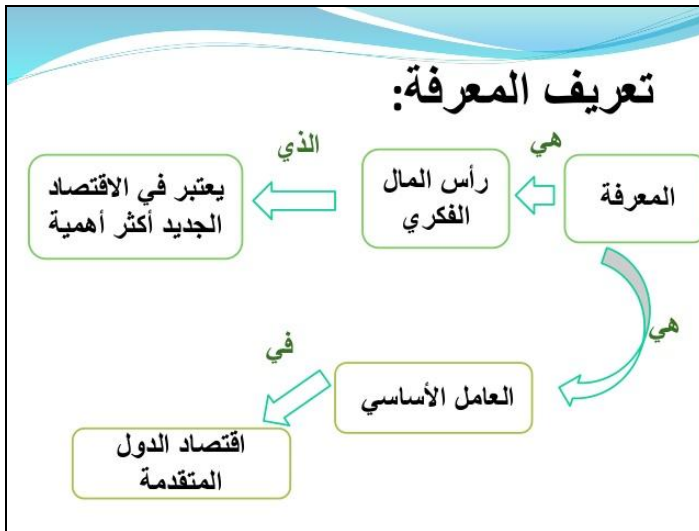 تعريف المعرفة:
المعرفة
هي
رأس المال
الفكري
الذي
يعتبر في الاقتصاد
الجديد أكثر أهمية
هي
العامل الأساسي
في
اقتصاد الدول
المتقدمة